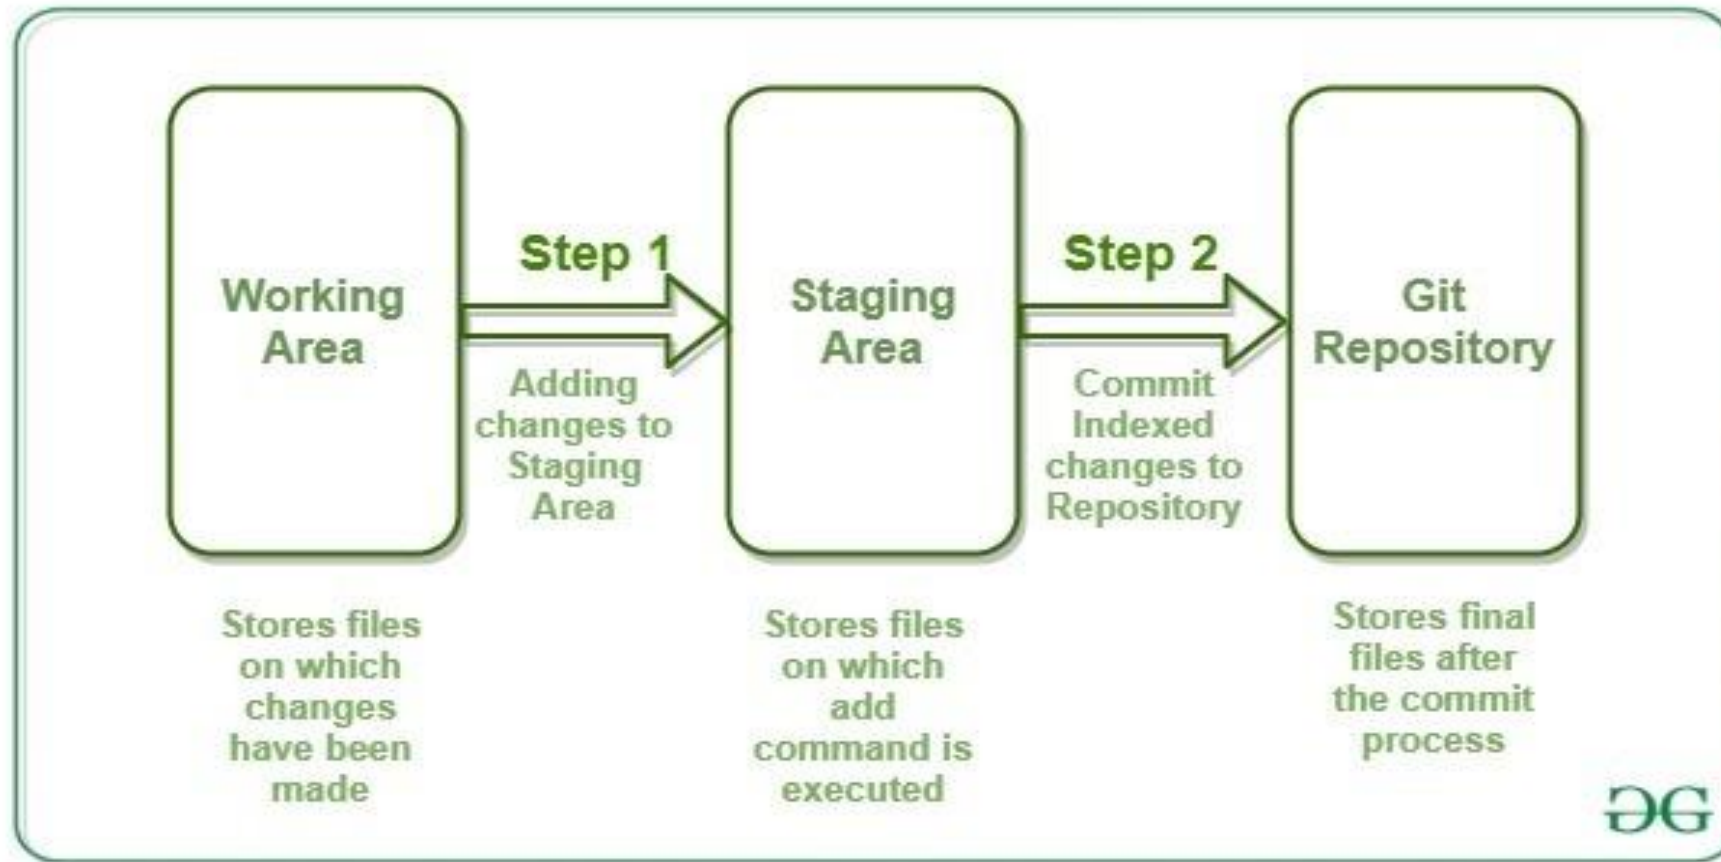 Working
Area
Step 1
Adding
changes to
Staging
Area
Staging
Area
Step 2
Commit
Indexed
changes to
Repository
Git
Repository
Stores files
on which
changes
have been
made
Stores files
on which
add
command is
executed
Stores final
files after
the commit
process